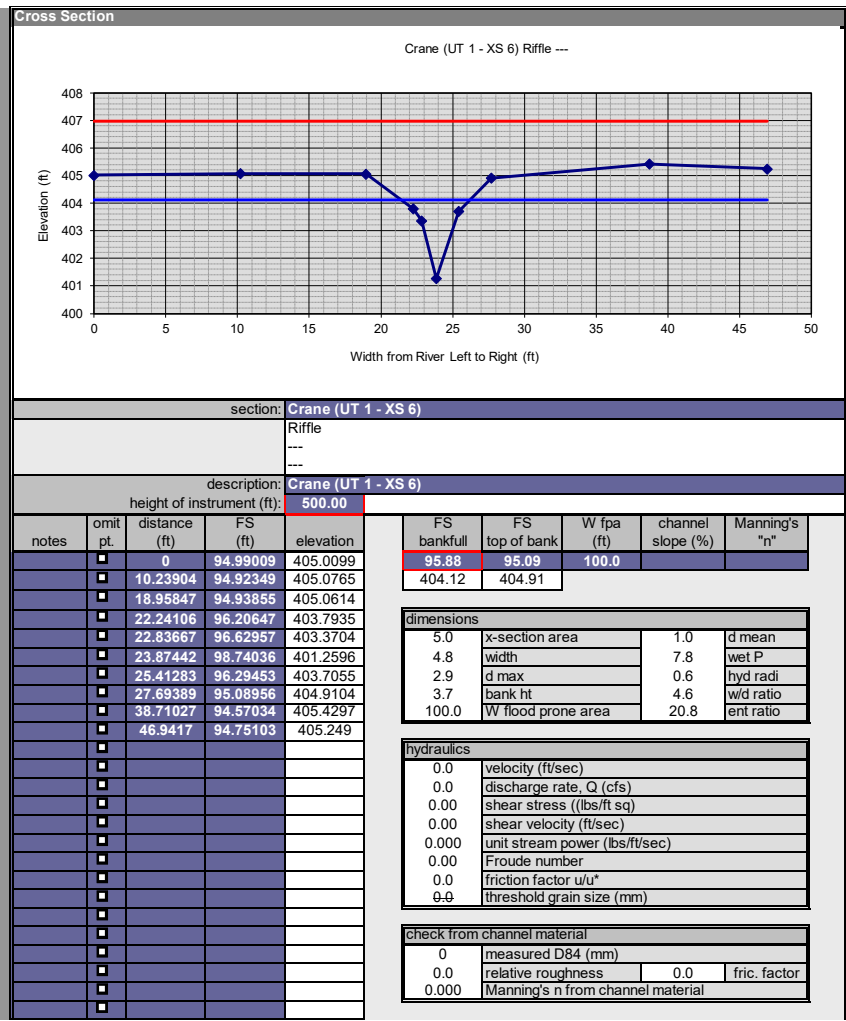 Cross Section
Crane (UT 1 - XS 6) Riffle ---
408
407
406
405
404
403
402
401
400
Elevation (ft)
0 5 10 15 20 25 30 35 40 45 50
Width from River Left to Right (ft)
section: Crane (UT 1 - XS 6)
Riffle
---
---
description: Crane (UT 1 - XS 6)
height of instrument (ft): 500.00
omit distance FS FS FS W fpa channel Manning's
notes pt. (ft) (ft) elevation bankfull top of bank (ft) slope (%) "n"
0 94.99009 405.0099 95.88 95.09 100.0
10.23904 94.92349 405.0765 404.12 404.91
18.95847 94.93855 405.0614
22.24106 96.20647 403.7935 dimensions
22.83667 96.62957 403.3704 5.0 x-section area 1.0 d mean
23.87442 98.74036 401.2596 4.8 width 7.8 wet P
25.41283 96.29453 403.7055 2.9 d max 0.6 hyd radi
27.69389 95.08956 404.9104 3.7 bank ht 4.6 w/d ratio
38.71027 94.57034 405.4297 100.0 W flood prone area 20.8 ent ratio
46.9417 94.75103 405.249
hydraulics
0.0 velocity (ft/sec)
0.0 discharge rate, Q (cfs)
0.00 shear stress ((lbs/ft sq)
0.00 shear velocity (ft/sec)
0.000 unit stream power (lbs/ft/sec)
0.00 Froude number
0.0 friction factor u/u*
0.0 threshold grain size (mm)
check from channel material
0 measured D84 (mm)
0.0 relative roughness 0.0 fric. factor
0.000 Manning's n from channel material